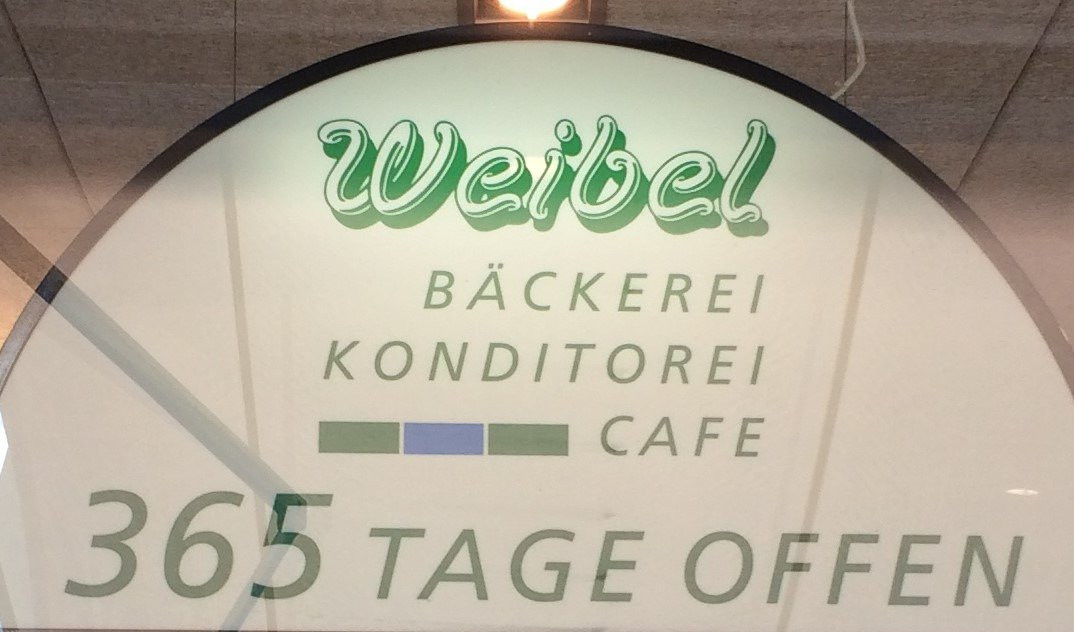 Weibel
BÄCKEREI
KONDITOREI
CAFE
365 TAGE OFFEN